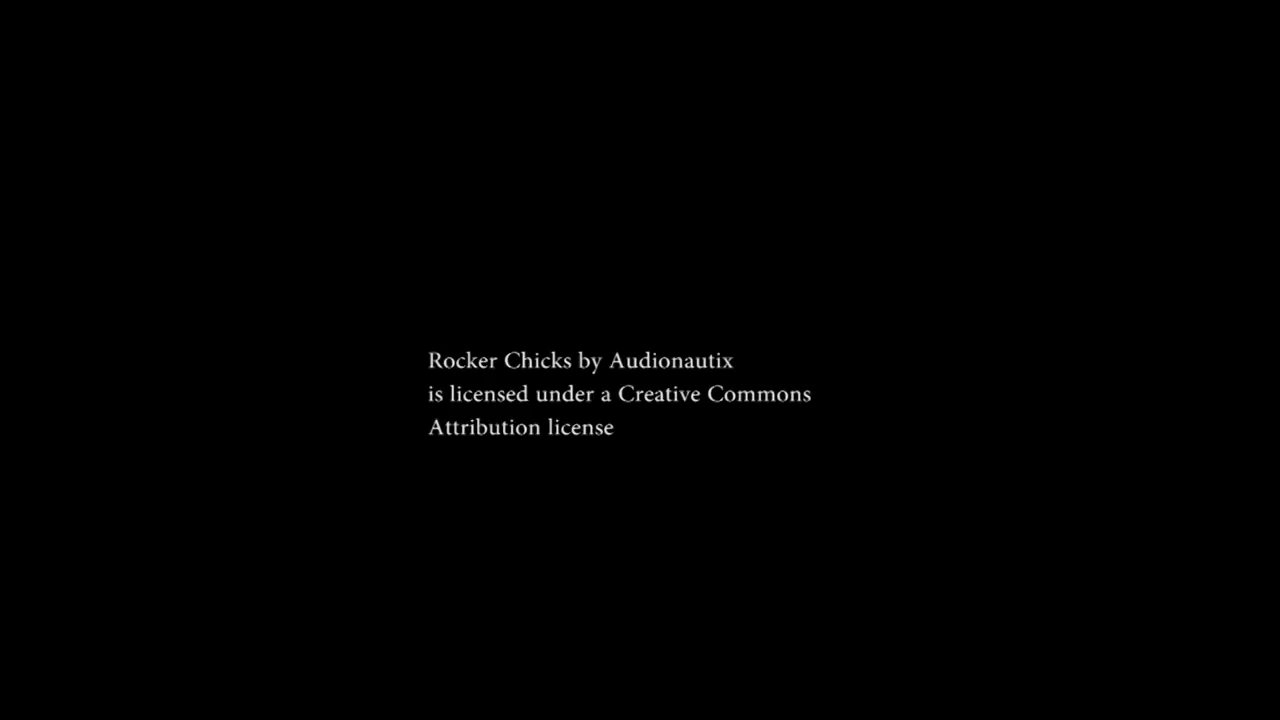 Rocker Chicks by Audionautix
is licensed under a Creative Commons
Attribution license